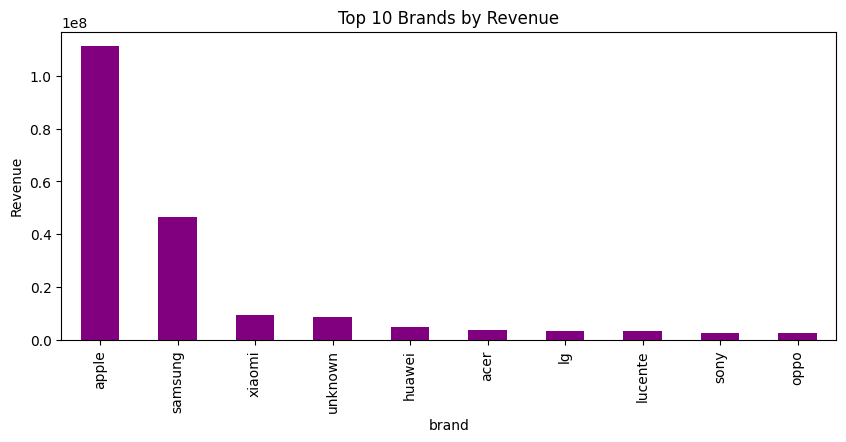 Top 10 Brands by Revenue
1e8
1.0
0.8
0.6
0.4
0.2
0.0
Revenue
apple
samsung
xiaomi
unknown
huawei
acer
lg
lucente
sony
oppo
brand